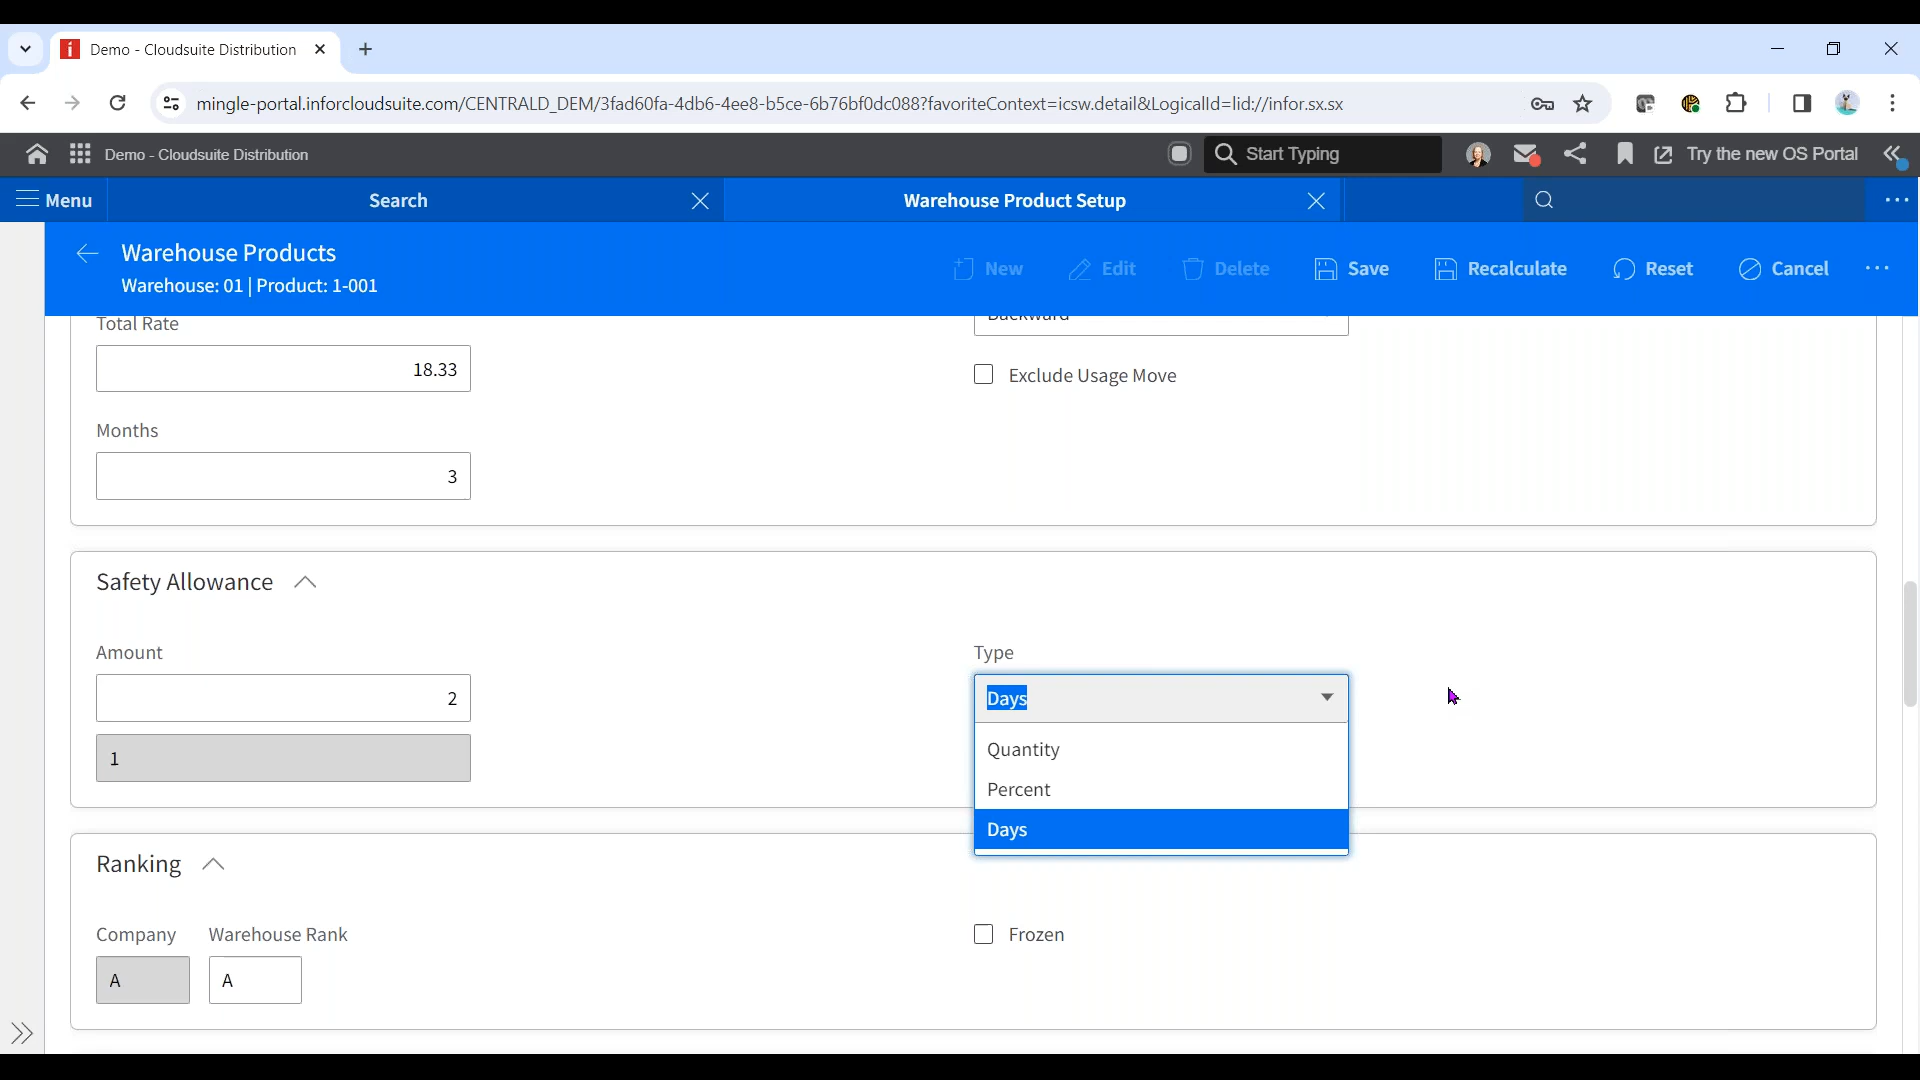 Demo - Cloudsuite Distribution
mingle-portal.inforcloudsuite.com/CENTRALD_DEM/3fad60fa-4db6-4ee8-b5ce-6b76bf0dc088?favoriteContext=icsw.detail&LogicalId=lid://infor.sx.sx
Demo - Cloudsuite Distribution
Start Typing
Try the new OS Portal
Menu
Search
Warehouse Product Setup
Warehouse Products
Warehouse: 01 | Product: 1-001
New
Edit
Delete
Save
Recalculate
Reset
Cancel
Total Rate
Backward
18.33
Exclude Usage Move
Months
3
Safety Allowance
Amount
Type
2
Days
1
Quantity
Percent
Days
Ranking
Company
Warehouse Rank
Frozen
A
A